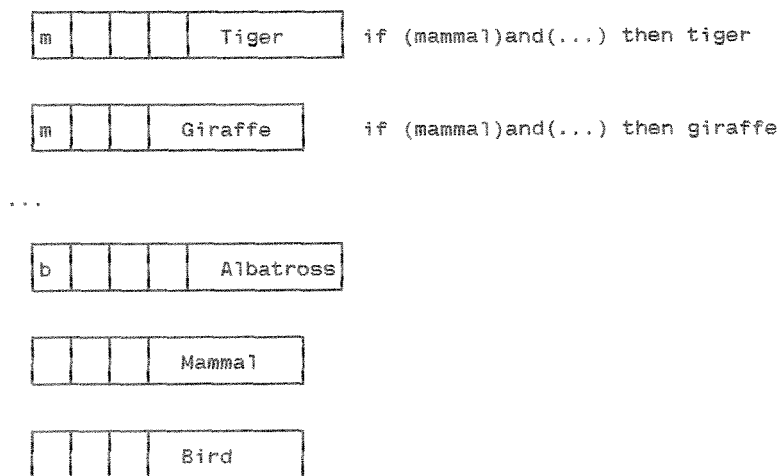 m Tiger if (mammal)and(...) then tiger
m Giraffe if (mammal)and(...) then giraffe
...
b Albatross
Mammal
Bird